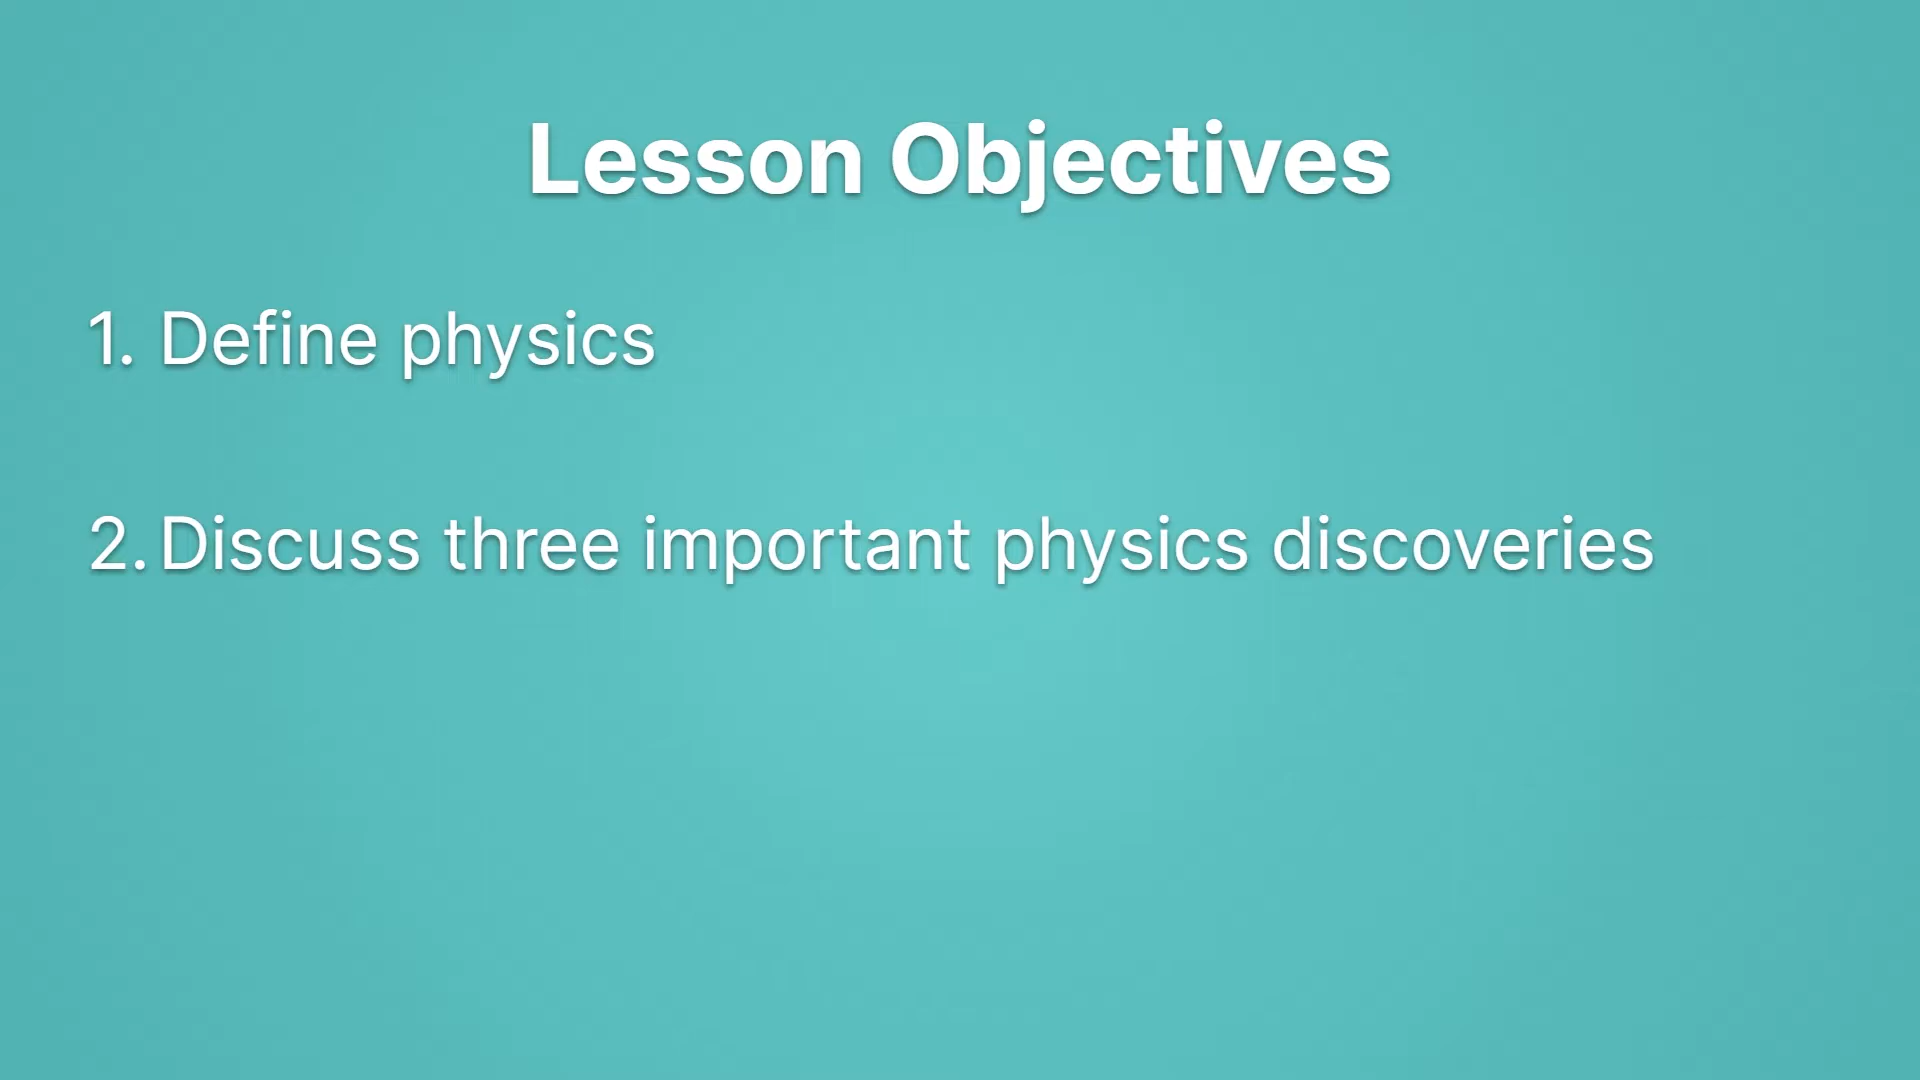 Lesson Objectives
1. Define physics
2. Discuss three important physics discoveries